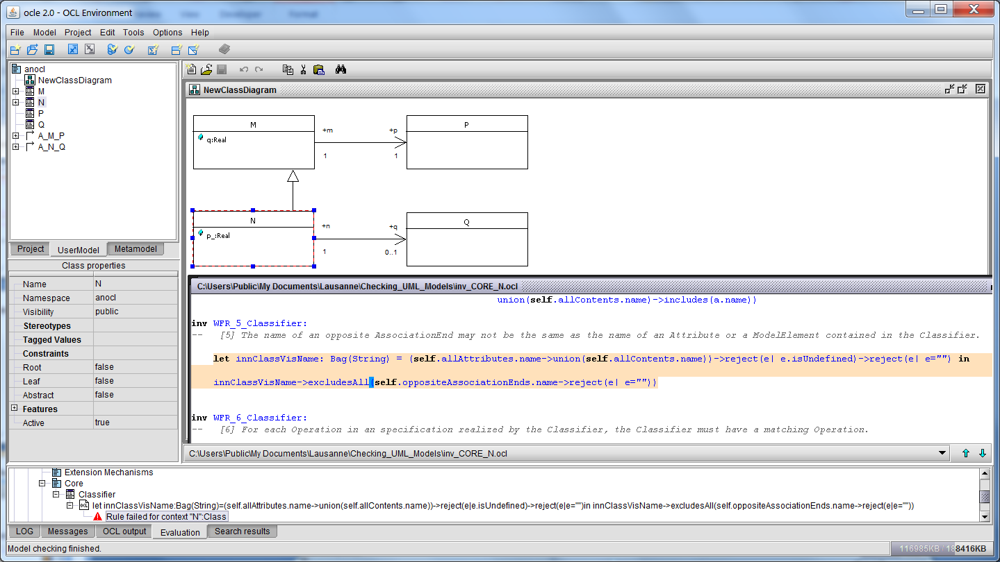 ocle 2.0 - OCL Environment
File Model Project Edit Tools Options Help
anocl
NewClassDiagram
M
N
P
Q
A_M_P
A_N_Q
Project UserModel Metamodel
Class properties
Name N
Namespace anocl
Visibility public
Stereotypes
Tagged Values
Constraints
Root false
Leaf false
Abstract false
Features
Active true
NewClassDiagram
M
q:Real
+m +p
1 1
P
N
p_:Real
+n +q
1 0..1
Q
C:\Users\Public\My Documents\Lausanne\Checking_UML_Models\inv_CORE_N.ocl
union(self.allContents.name)->includes(a.name))
inv WFR_5_Classifier:
-- [5] The name of an opposite AssociationEnd may not be the same as the name of an Attribute or a ModelElement contained in the Classifier.
let innClassVisName: Bag(String) = (self.allAttributes.name->union(self.allContents.name))->reject(e| e.isUndefined)->reject(e| e="") in
innClassVisName->excludesAll(self.oppositeAssociationEnds.name->reject(e| e=""))
inv WFR_6_Classifier:
-- [6] For each Operation in an specification realized by the Classifier, the Classifier must have a matching Operation.
C:\Users\Public\My Documents\Lausanne\Checking_UML_Models\inv_CORE_N.ocl
Extension Mechanisms
Core
Classifier
let innClassVisName:Bag(String)=(self.allAttributes.name->union(self.allContents.name))->reject(e|e.isUndefined)->reject(e|e="")in innClassVisName->excludesAll(self.oppositeAssociationEnds.name->reject(e|e=""))
Rule failed for context "N":Class
LOG Messages OCL output Evaluation Search results
Model checking finished.
116985KB / 188416KB